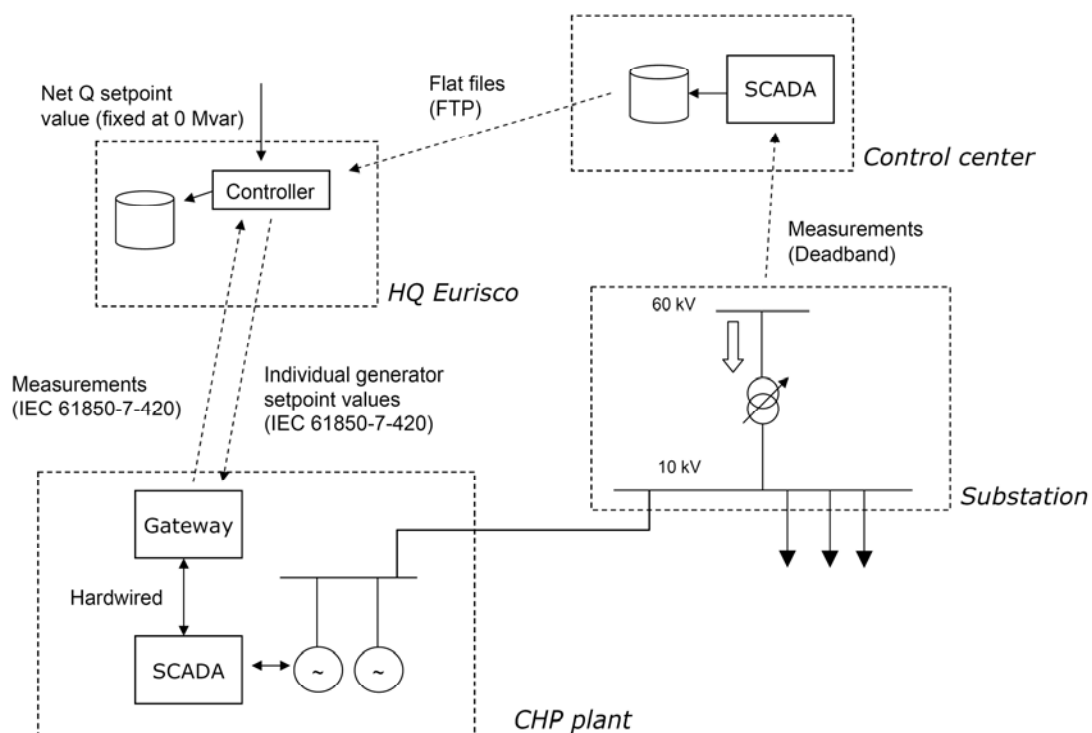 Net Q setpoint
value (fixed at 0 Mvar)
Flat files
(FTP)
SCADA
Control center
Controller
HQ Eurisco
Measurements
(Deadband)
60 kV
10 kV
Substation
Measurements
(IEC 61850-7-420)
Individual generator
setpoint values
(IEC 61850-7-420)
Gateway
Hardwired
SCADA
~
~
CHP plant